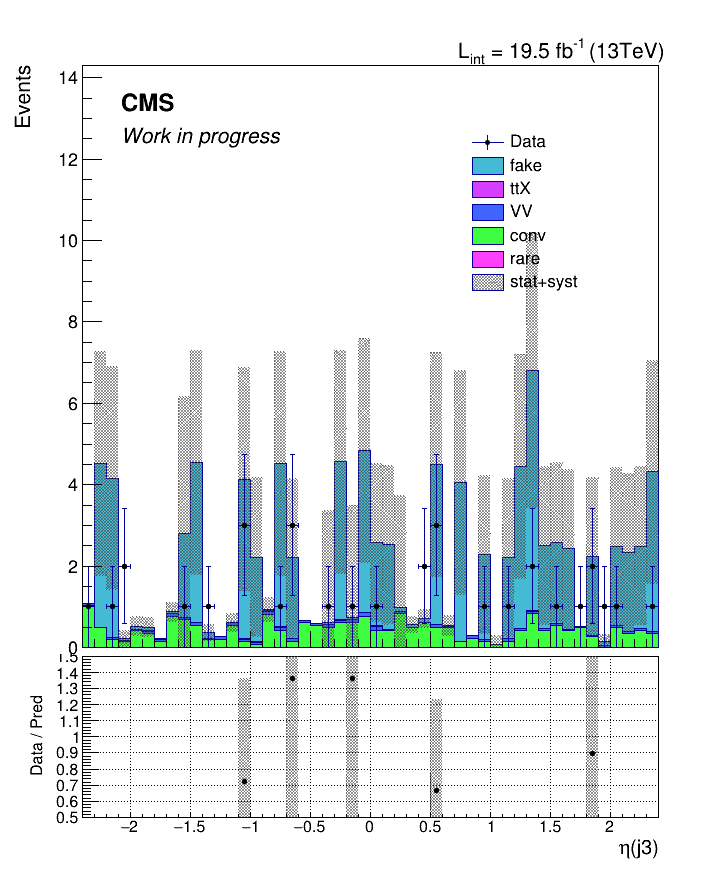 L_int = 19.5 fb^-1 (13TeV)
Events
14
12
10
8
6
4
2
0
CMS
Work in progress
Data
fake
ttX
VV
conv
rare
stat+syst
Data / Pred
1.5
1.4
1.3
1.2
1.1
1
0.9
0.8
0.7
0.6
0.5
−2 −1.5 −1 −0.5 0 0.5 1 1.5 2
η(j3)